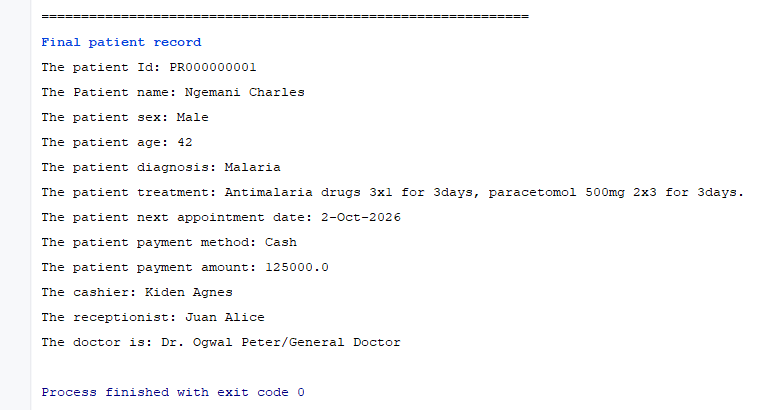 =============================================================
Final patient record
The patient Id: PR000000001
The Patient name: Ngemani Charles
The patient sex: Male
The patient age: 42
The patient diagnosis: Malaria
The patient treatment: Antimalaria drugs 3x1 for 3days, paracetomol 500mg 2x3 for 3days.
The patient next appointment date: 2-Oct-2026
The patient payment method: Cash
The patient payment amount: 125000.0
The cashier: Kiden Agnes
The receptionist: Juan Alice
The doctor is: Dr. Ogwal Peter/General Doctor
Process finished with exit code 0